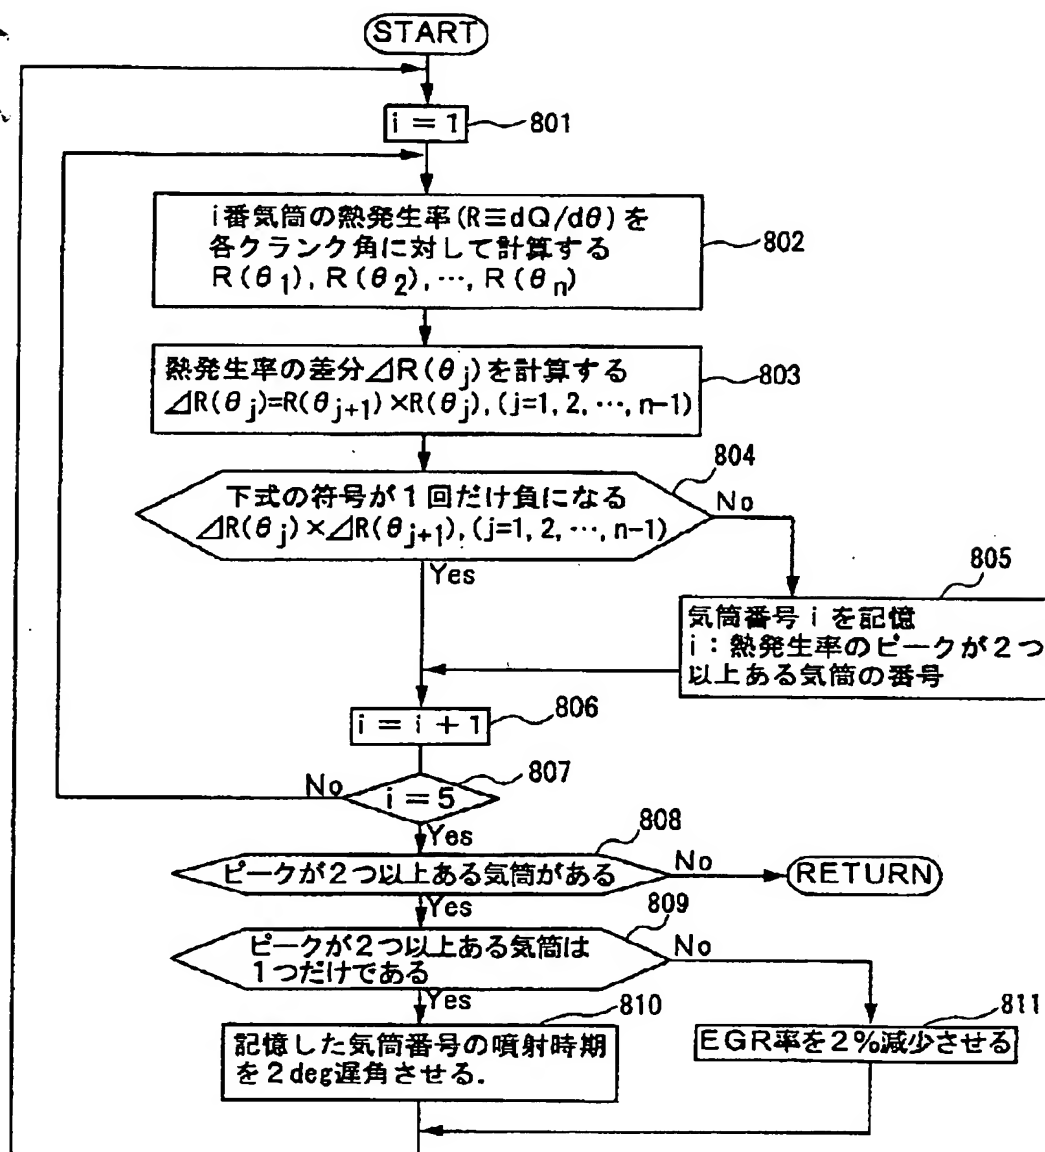 START
i = 1
801
i番気筒の熱発生率(R≡dQ/dθ)を
各クランク角に対して計算する
R(θ1), R(θ2), …, R(θn)
802
熱発生率の差分⊿R(θj)を計算する
⊿R(θj)=R(θj+1)×R(θj), (j=1, 2, …, n-1)
803
804
下式の符号が1回だけ負になる
⊿R(θj)×⊿R(θj+1), (j=1, 2, …, n-1)
No
Yes
805
気筒番号iを記憶
i：熱発生率のピークが2つ
以上ある気筒の番号
806
i = i + 1
807
No
i = 5
Yes
808
ピークが2つ以上ある気筒がある
No
RETURN
Yes
809
ピークが2つ以上ある気筒は
1つだけである
No
Yes
810
記憶した気筒番号の噴射時期
を2deg遅角させる.
811
EGR率を2%減少させる